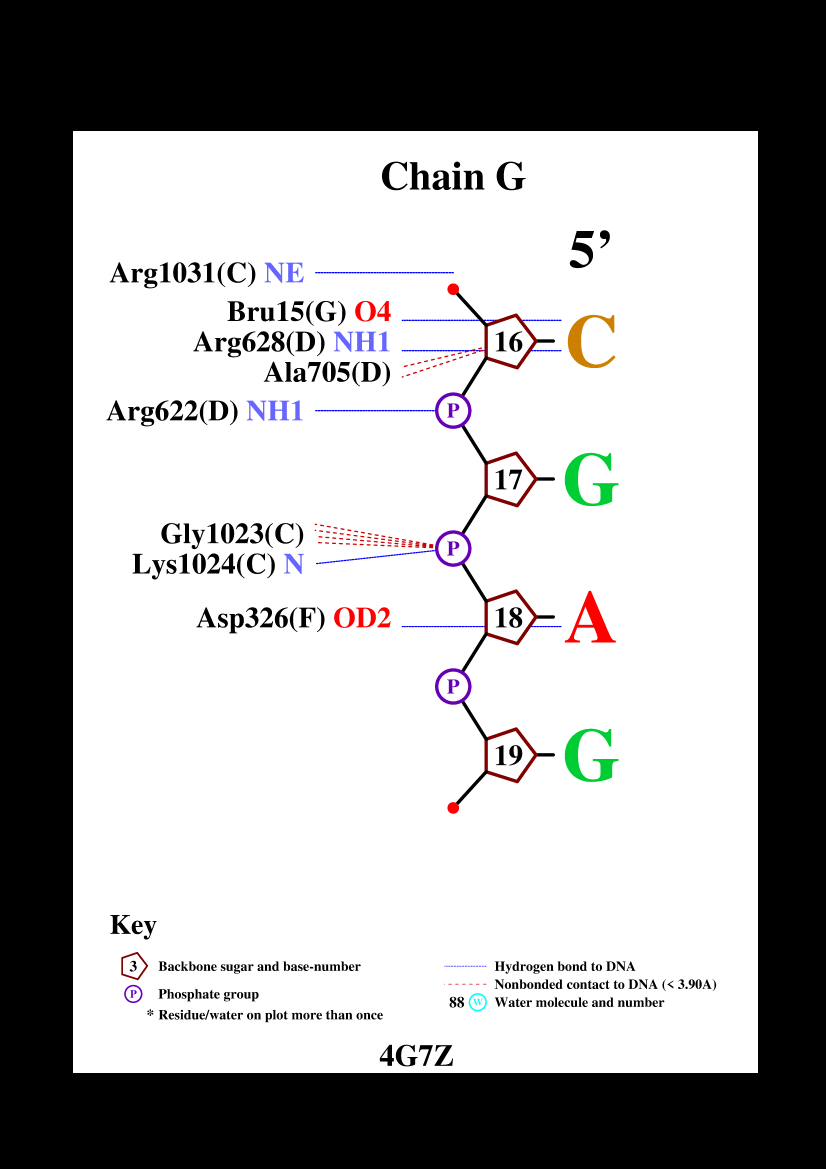 Chain G
5’
Arg1031(C) NE
Bru15(G) O4
16 C
Arg628(D) NH1
Ala705(D)
Arg622(D) NH1 P
17 G
Gly1023(C)
P
Lys1024(C) N
Asp326(F) OD2 18 A
P
19 G
Key
3 Backbone sugar and base-number
P Phosphate group
* Residue/water on plot more than once
Hydrogen bond to DNA
Nonbonded contact to DNA (< 3.90A)
88 W Water molecule and number
4G7Z